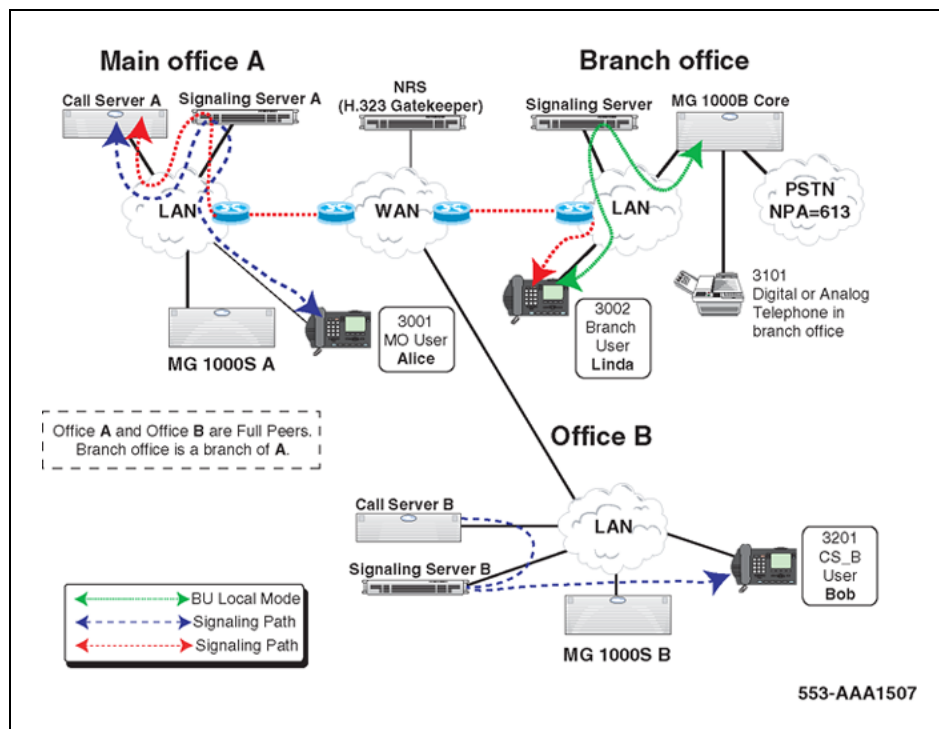 Main office A
Branch office
Call Server A
Signaling Server A
NRS
(H.323 Gatekeeper)
Signaling Server
MG 1000B Core
LAN
WAN
LAN
PSTN
NPA=613
3001
MO User
Alice
MG 1000S A
3002
Branch
User
Linda
3101
Digital or Analog
Telephone in
branch office
Office A and Office B are Full Peers.
Branch office is a branch of A.
Office B
Call Server B
LAN
Signaling Server B
3201
CS_B
User
Bob
MG 1000S B
BU Local Mode
Signaling Path
Signaling Path
553-AAA1507